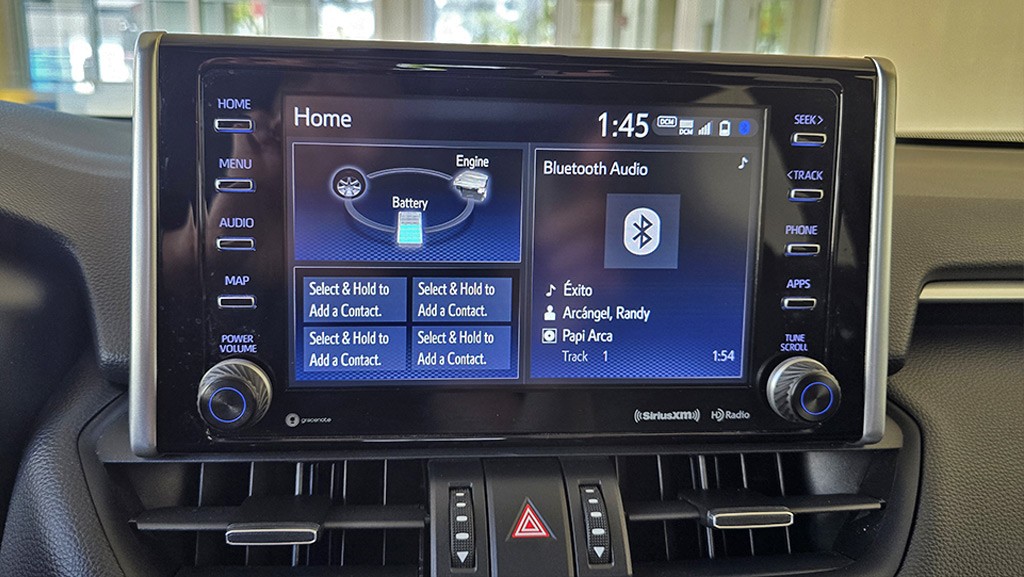 HOME
MENU
AUDIO
MAP
POWER
VOLUME
Home
1:45
DCM
DCM
Engine
Battery
Select & Hold to
Add a Contact.
Select & Hold to
Add a Contact.
Select & Hold to
Add a Contact.
Select & Hold to
Add a Contact.
Bluetooth Audio
Éxito
Arcángel, Randy
Papi Arca
Track 1
1:54
SEEK>
<TRACK
PHONE
APPS
TUNE
SCROLL
gracenote
SiriusXM
HD Radio